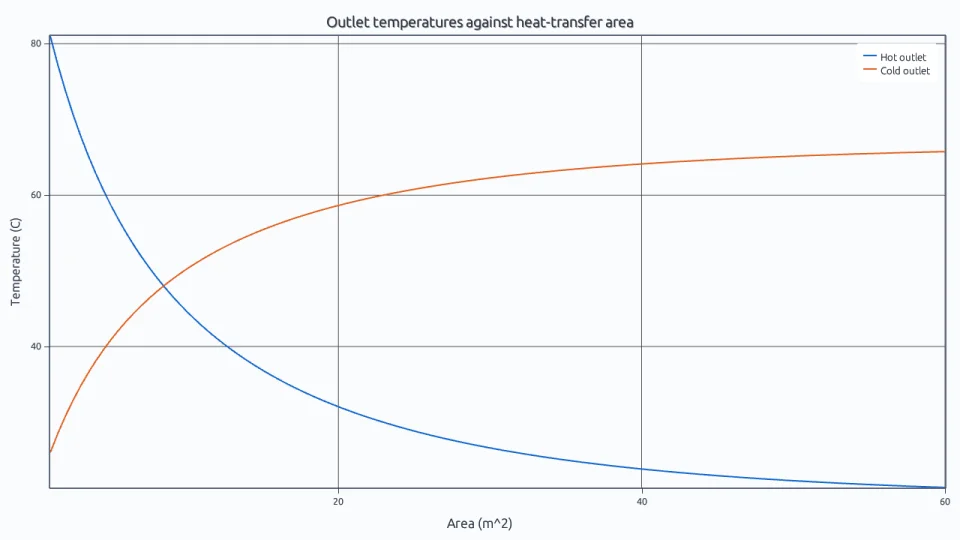 Outlet temperatures against heat-transfer area
Hot outlet
Cold outlet
Temperature (C)
80
60
40
20
40
60
Area (m^2)